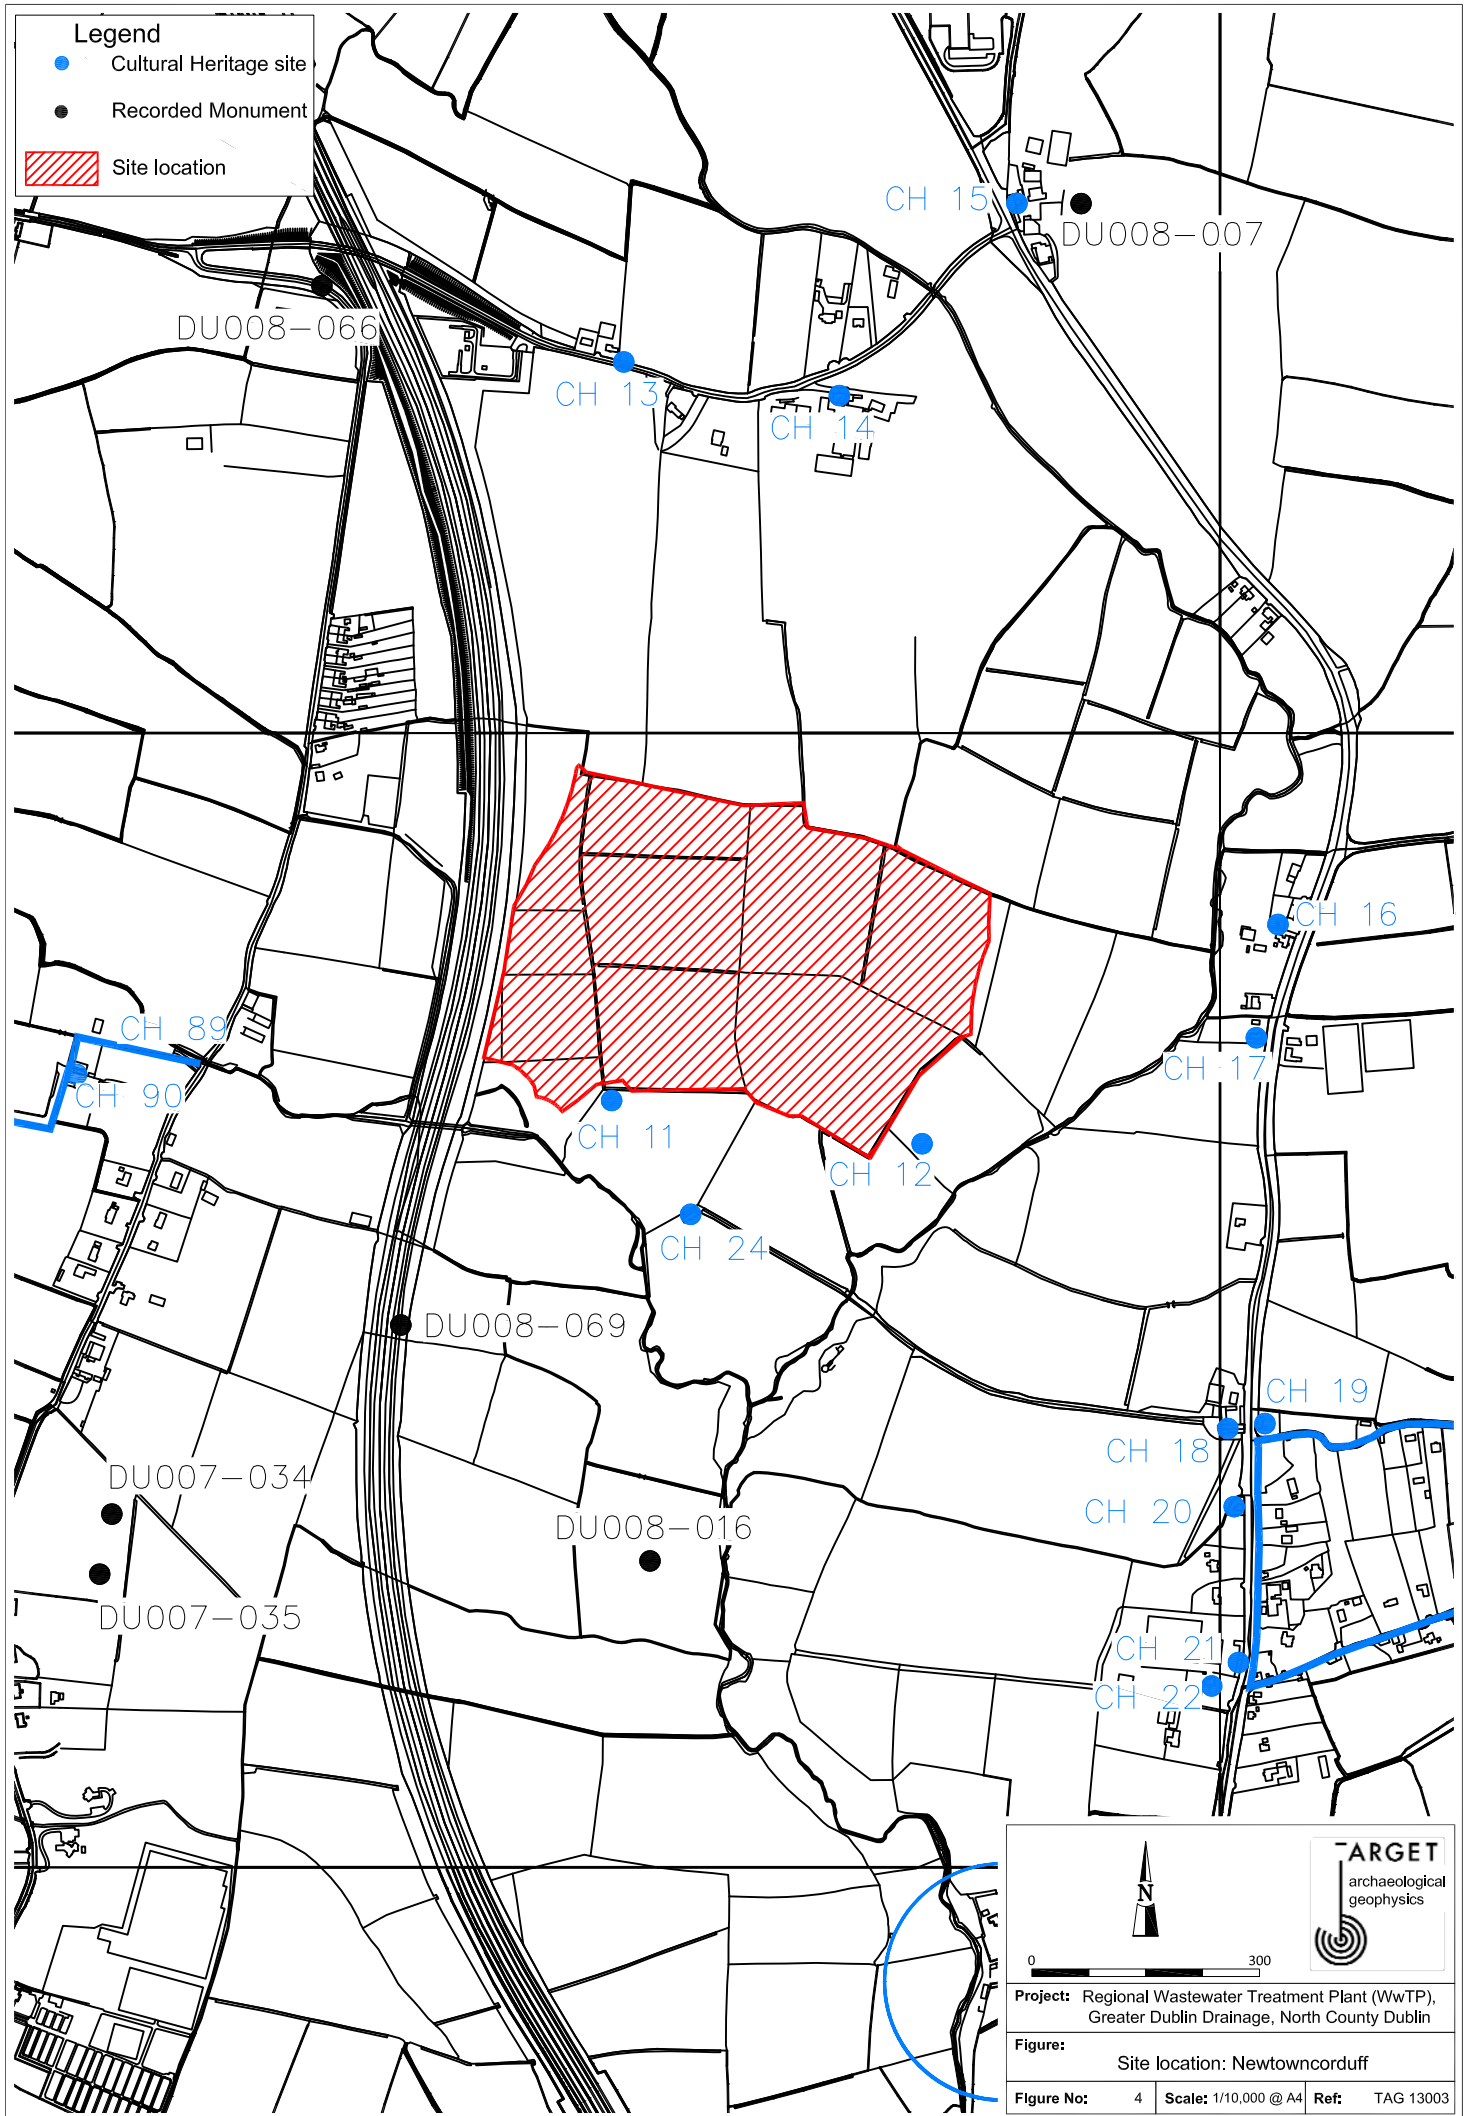 Legend
Cultural Heritage site
Recorded Monument
Site location
CH 15
DU008-007
DU008-066
CH 13
CH 14
CH 16
CH 89
CH 17
CH 90
CH 11
CH 12
CH 24
DU008-069
CH 19
CH 18
DU007-034
CH 20
DU008-016
DU007-035
CH 21
CH 22
N
TARGET
archaeological
geophysics
0 300
Project: Regional Wastewater Treatment Plant (WwTP),
Greater Dublin Drainage, North County Dublin
Figure:
Site location: Newtowncorduff
Figure No: 4 Scale: 1/10,000 @ A4 Ref: TAG 13003